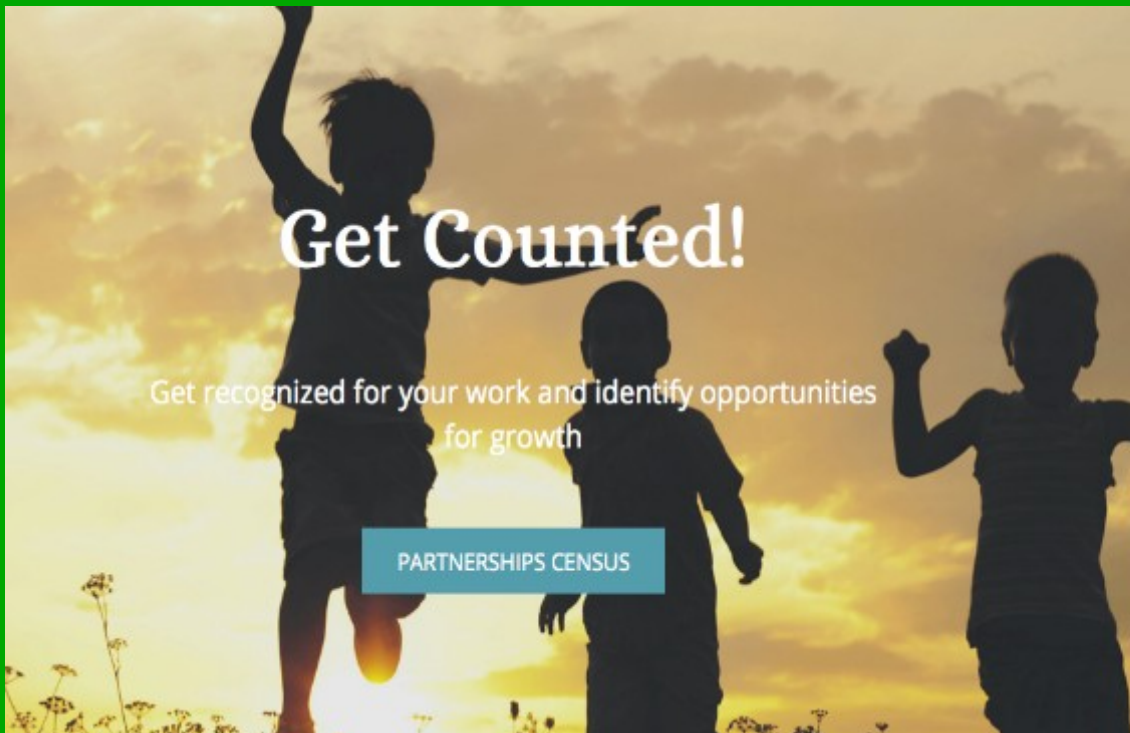 Get Counted!
Get recognized for your work and identify opportunities
for growth
PARTNERSHIPS CENSUS